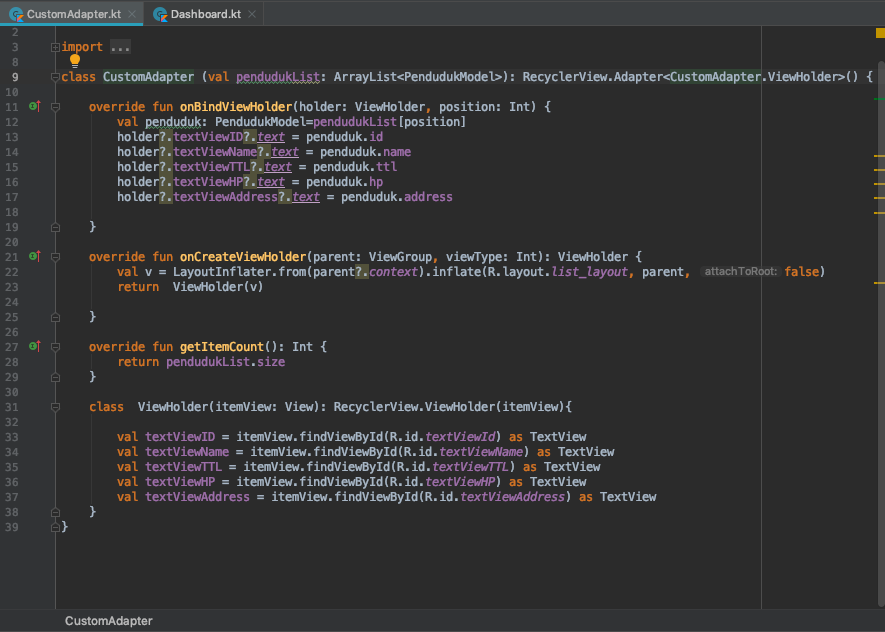 CustomAdapter.kt × Dashboard.kt ×
2
3 import ...
8
9 class CustomAdapter (val pendudukList: ArrayList<PendudukModel>): RecyclerView.Adapter<CustomAdapter.ViewHolder>() {
10
11 override fun onBindViewHolder(holder: ViewHolder, position: Int) {
12 val penduduk: PendudukModel=pendudukList[position]
13 holder?.textViewID?.text = penduduk.id
14 holder?.textViewName?.text = penduduk.name
15 holder?.textViewTTL?.text = penduduk.ttl
16 holder?.textViewHP?.text = penduduk.hp
17 holder?.textViewAddress?.text = penduduk.address
18
19 }
20
21 override fun onCreateViewHolder(parent: ViewGroup, viewType: Int): ViewHolder {
22 val v = LayoutInflater.from(parent?.context).inflate(R.layout.list_layout, parent, attachToRoot: false)
23 return ViewHolder(v)
24
25 }
26
27 override fun getItemCount(): Int {
28 return pendudukList.size
29 }
30
31 class ViewHolder(itemView: View): RecyclerView.ViewHolder(itemView){
32
33 val textViewID = itemView.findViewById(R.id.textViewId) as TextView
34 val textViewName = itemView.findViewById(R.id.textViewName) as TextView
35 val textViewTTL = itemView.findViewById(R.id.textViewTTL) as TextView
36 val textViewHP = itemView.findViewById(R.id.textViewHP) as TextView
37 val textViewAddress = itemView.findViewById(R.id.textViewAddress) as TextView
38 }
39 }
CustomAdapter